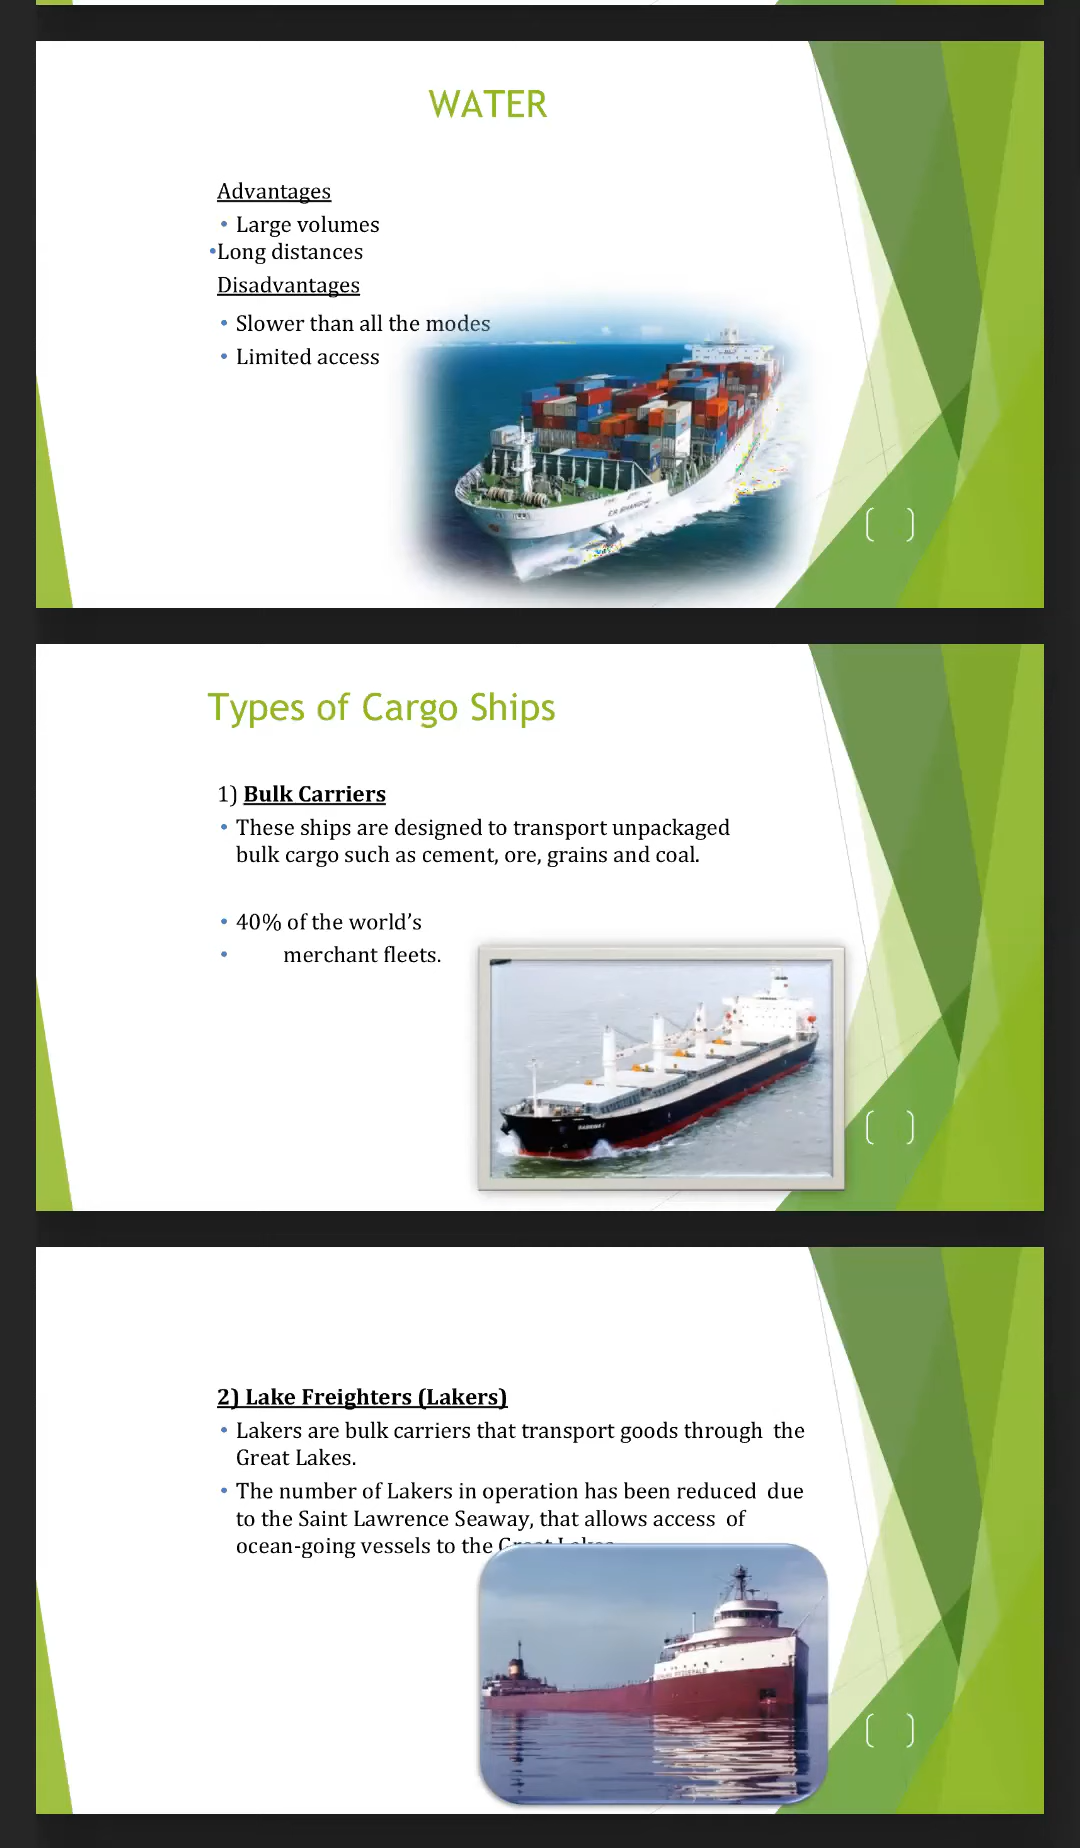 WATER
Advantages
• Large volumes
•Long distances
Disadvantages
• Slower than all the modes
• Limited access
Types of Cargo Ships
1) Bulk Carriers
• These ships are designed to transport unpackaged
bulk cargo such as cement, ore, grains and coal.
• 40% of the world’s
• merchant fleets.
2) Lake Freighters (Lakers)
• Lakers are bulk carriers that transport goods through the
Great Lakes.
• The number of Lakers in operation has been reduced due
to the Saint Lawrence Seaway, that allows access of
ocean-going vessels to the Great Lakes